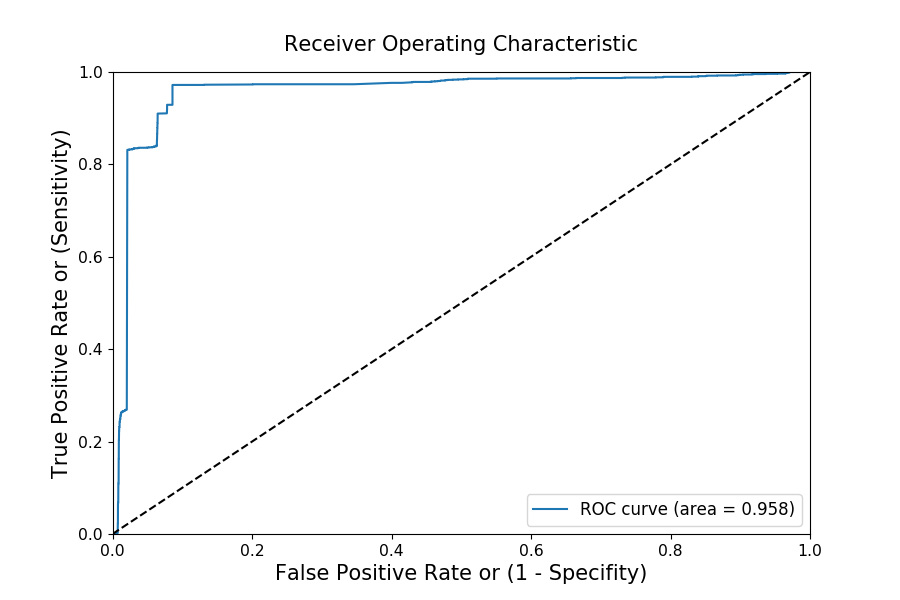 Receiver Operating Characteristic
1.0
0.8
0.6
0.4
0.2
0.0
True Positive Rate or (Sensitivity)
ROC curve (area = 0.958)
0.0 0.2 0.4 0.6 0.8 1.0
False Positive Rate or (1 - Specifity)